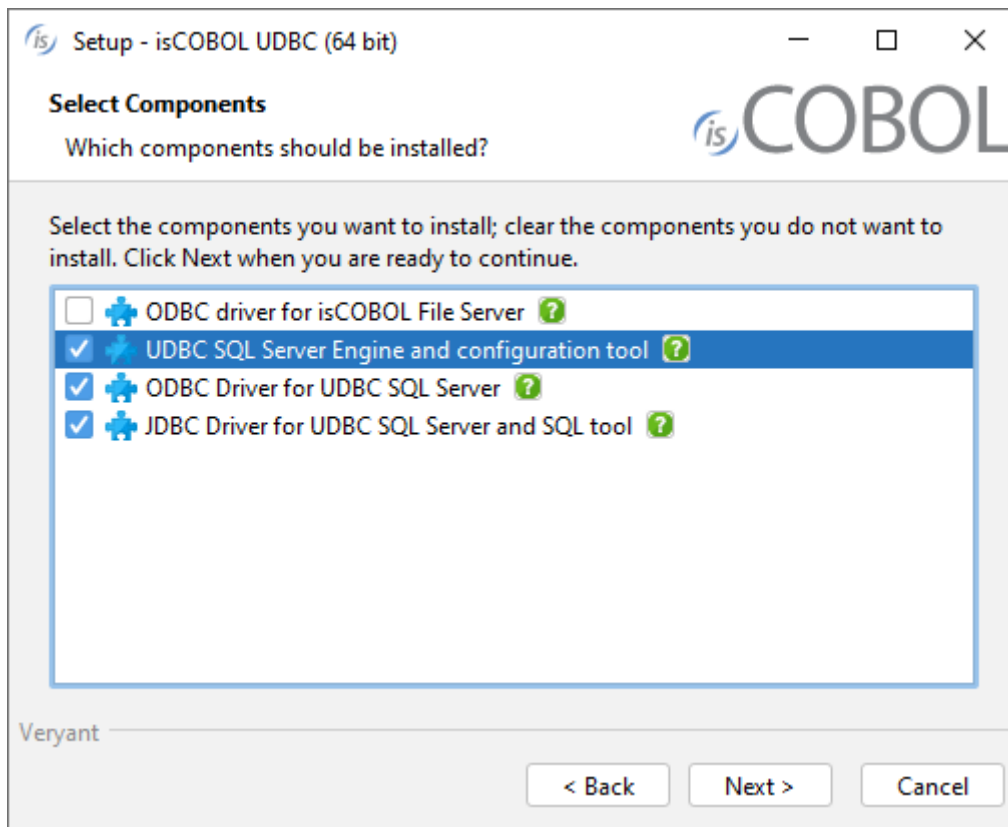 is Setup - isCOBOL UDBC (64 bit)
Select Components
Which components should be installed?
is COBOL
Select the components you want to install; clear the components you do not want to
install. Click Next when you are ready to continue.
ODBC driver for isCOBOL File Server ?
UDBC SQL Server Engine and configuration tool ?
ODBC Driver for UDBC SQL Server ?
JDBC Driver for UDBC SQL Server and SQL tool ?
Veryant
< Back Next > Cancel